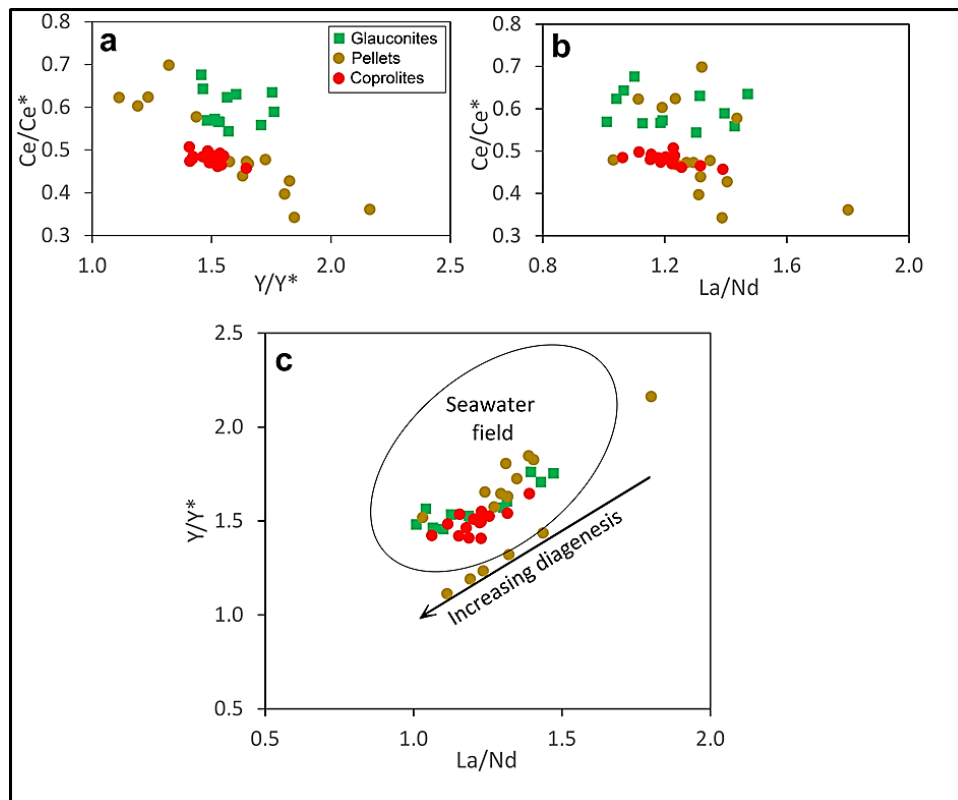 a
Glauconites
Pellets
Coprolites
0.8
0.7
0.6
0.5
0.4
0.3
Ce/Ce*
1.0 1.5 2.0 2.5
Y/Y*
b
0.8
0.7
0.6
0.5
0.4
0.3
Ce/Ce*
0.8 1.2 1.6 2.0
La/Nd
c
2.5
2.0
1.5
1.0
0.5
Y/Y*
Seawater
field
Increasing diagenesis
0.5 1.0 1.5 2.0
La/Nd